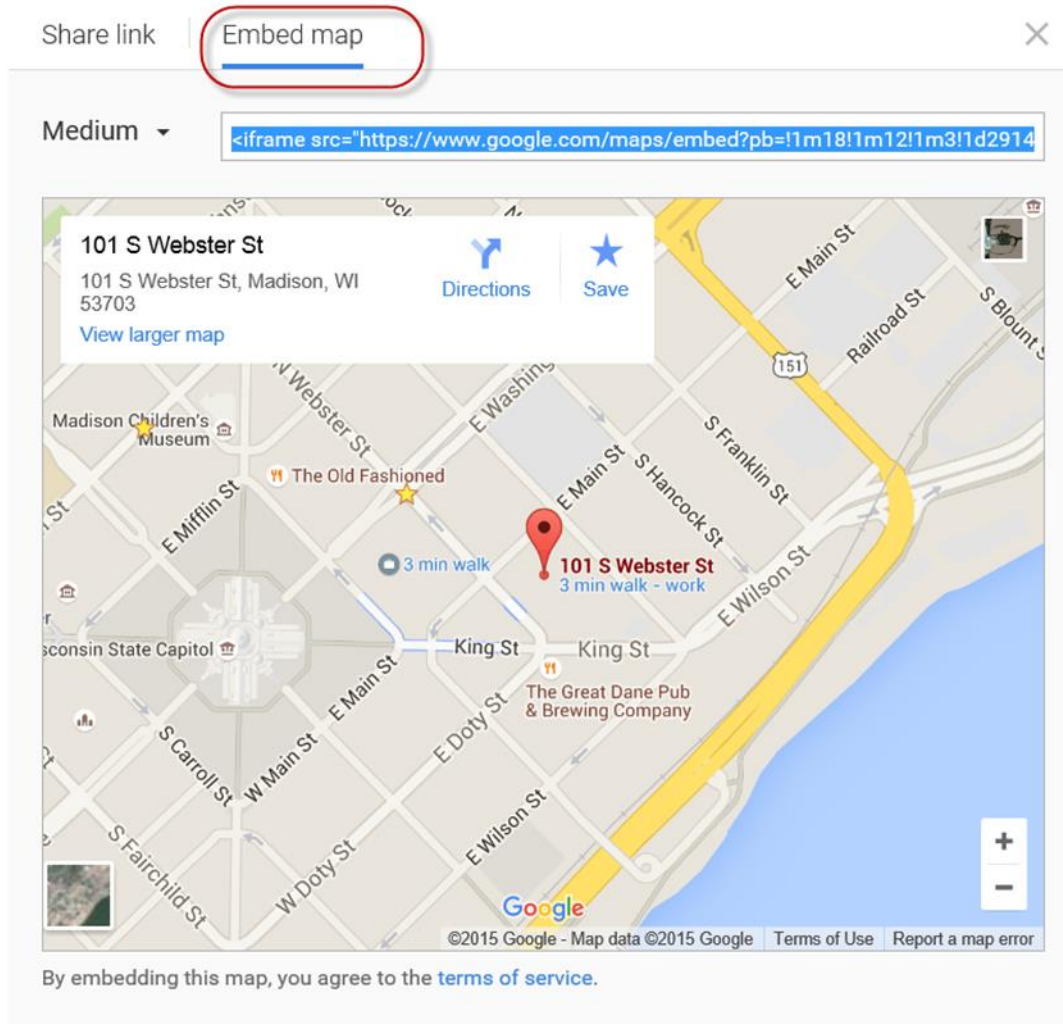 Share link
Embed map
Medium
<iframe src="https://www.google.com/maps/embed?pb=!1m18!1m12!1m3!1d2914
101 S Webster St
101 S Webster St, Madison, WI
53703
View larger map
Directions
Save
E Main St
S Blount S
Railroad St
151
N Webster St
E Washing
Madison Children's
Museum
S Franklin St
The Old Fashioned
E Main St
S Hancock St
St
E Mifflin St
3 min walk
101 S Webster St
3 min walk - work
E Wilson St
sconsin State Capitol
King St
King St
E Main St
The Great Dane Pub
& Brewing Company
E Doty St
S Carroll St
W Main St
E Wilson St
S Fairchild St
W Doty St
Google
©2015 Google - Map data ©2015 Google
Terms of Use
Report a map error
By embedding this map, you agree to the terms of service.